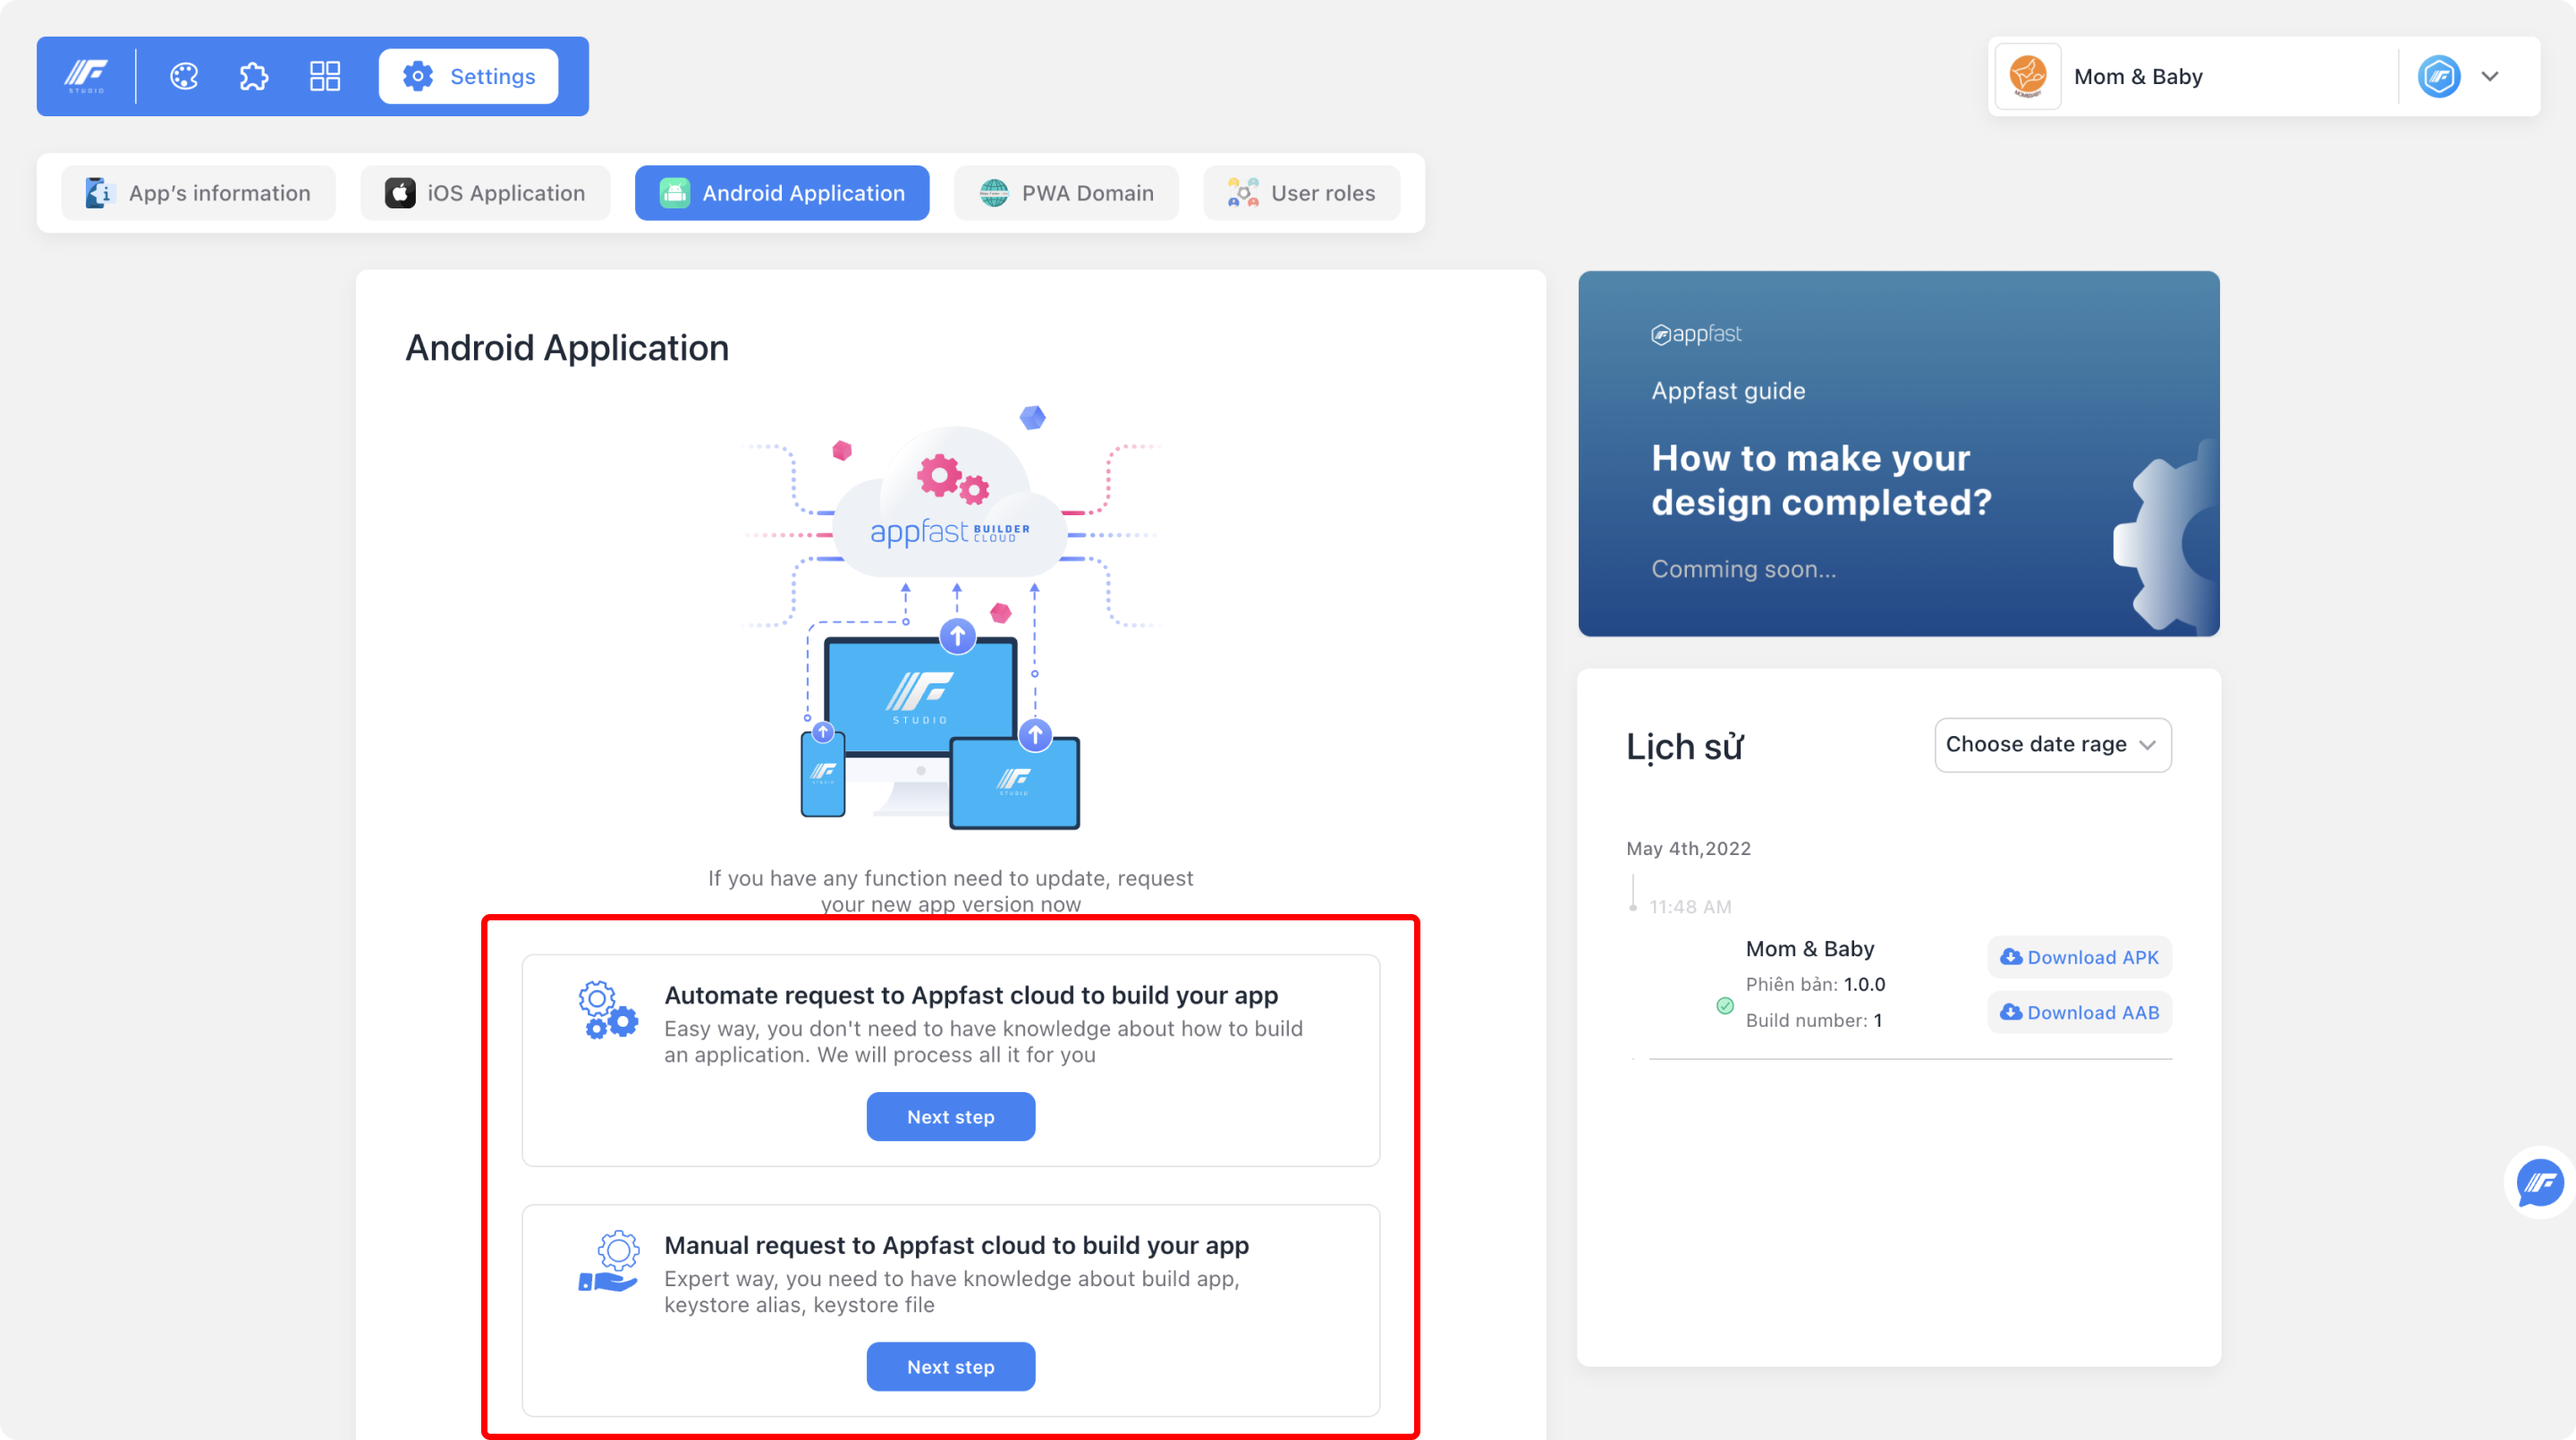 STUDIO
Settings
MOM&BABY
Mom & Baby
App's information
iOS Application
Android Application
PWA Domain
User roles
Android Application
appfast BUILDER
CLOUD
STUDIO
STUDIO
STUDIO
If you have any function need to update, request
your new app version now
Automate request to Appfast cloud to build your app
Easy way, you don't need to have knowledge about how to build
an application. We will process all it for you
Next step
Manual request to Appfast cloud to build your app
Expert way, you need to have knowledge about build app,
keystore alias, keystore file
Next step
appfast
Appfast guide
How to make your
design completed?
Comming soon...
Lịch sử
Choose date rage
May 4th,2022
11:48 AM
Mom & Baby
Phiên bản: 1.0.0
Build number: 1
Download APK
Download AAB